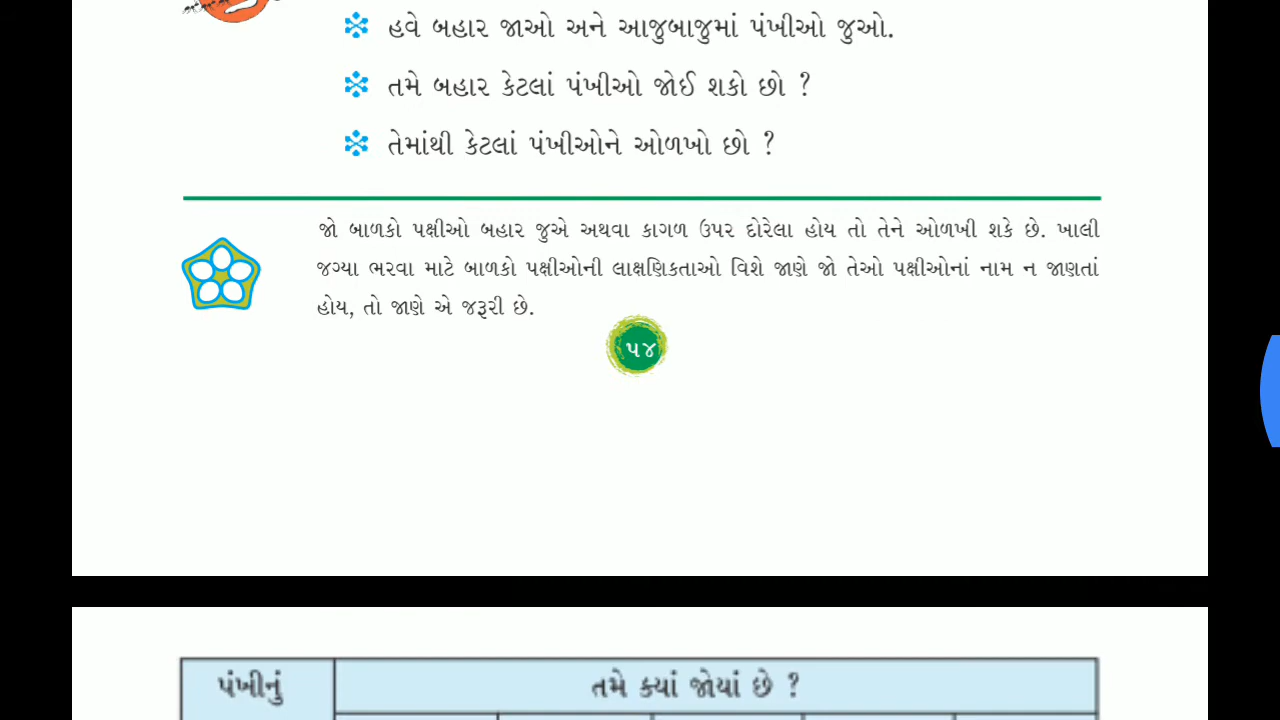 હવે બહાર જાઓ અને આજુબાજુમાં પંખીઓ જુઓ.
તમે બહાર કેટલાં પંખીઓ જોઈ શકો છો ?
તેમાંથી કેટલાં પંખીઓને ઓળખો છો ?
જો બાળકો પક્ષીઓ બહાર જુએ અથવા કાગળ ઉપર દોરેલા હોય તો તેને ઓળખી શકે છે. ખાલી
જગ્યા ભરવા માટે બાળકો પક્ષીઓની લાક્ષણિકતાઓ વિશે જાણે જો તેઓ પક્ષીઓનાં નામ ન જાણતાં
હોય, તો જાણે એ જરૂરી છે.
૫૪
પંખીનું
તમે ક્યાં જોયાં છે ?